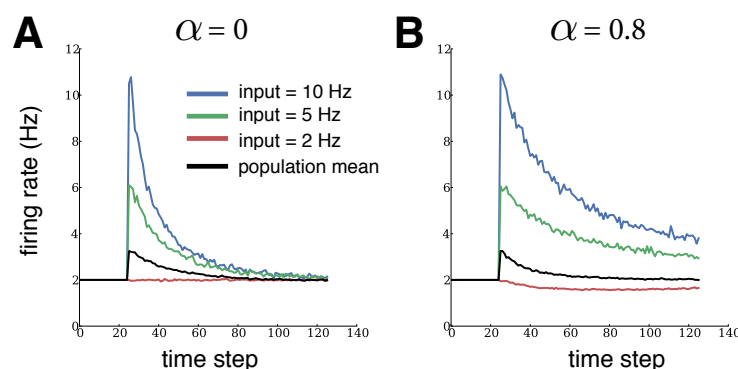 A
α = 0
12
10
8
6
4
2
0
firing rate (Hz)
input = 10 Hz
input = 5 Hz
input = 2 Hz
population mean
0 20 40 60 80 100 120 140
time step
B
α = 0.8
12
10
8
6
4
2
0
0 20 40 60 80 100 120 140
time step